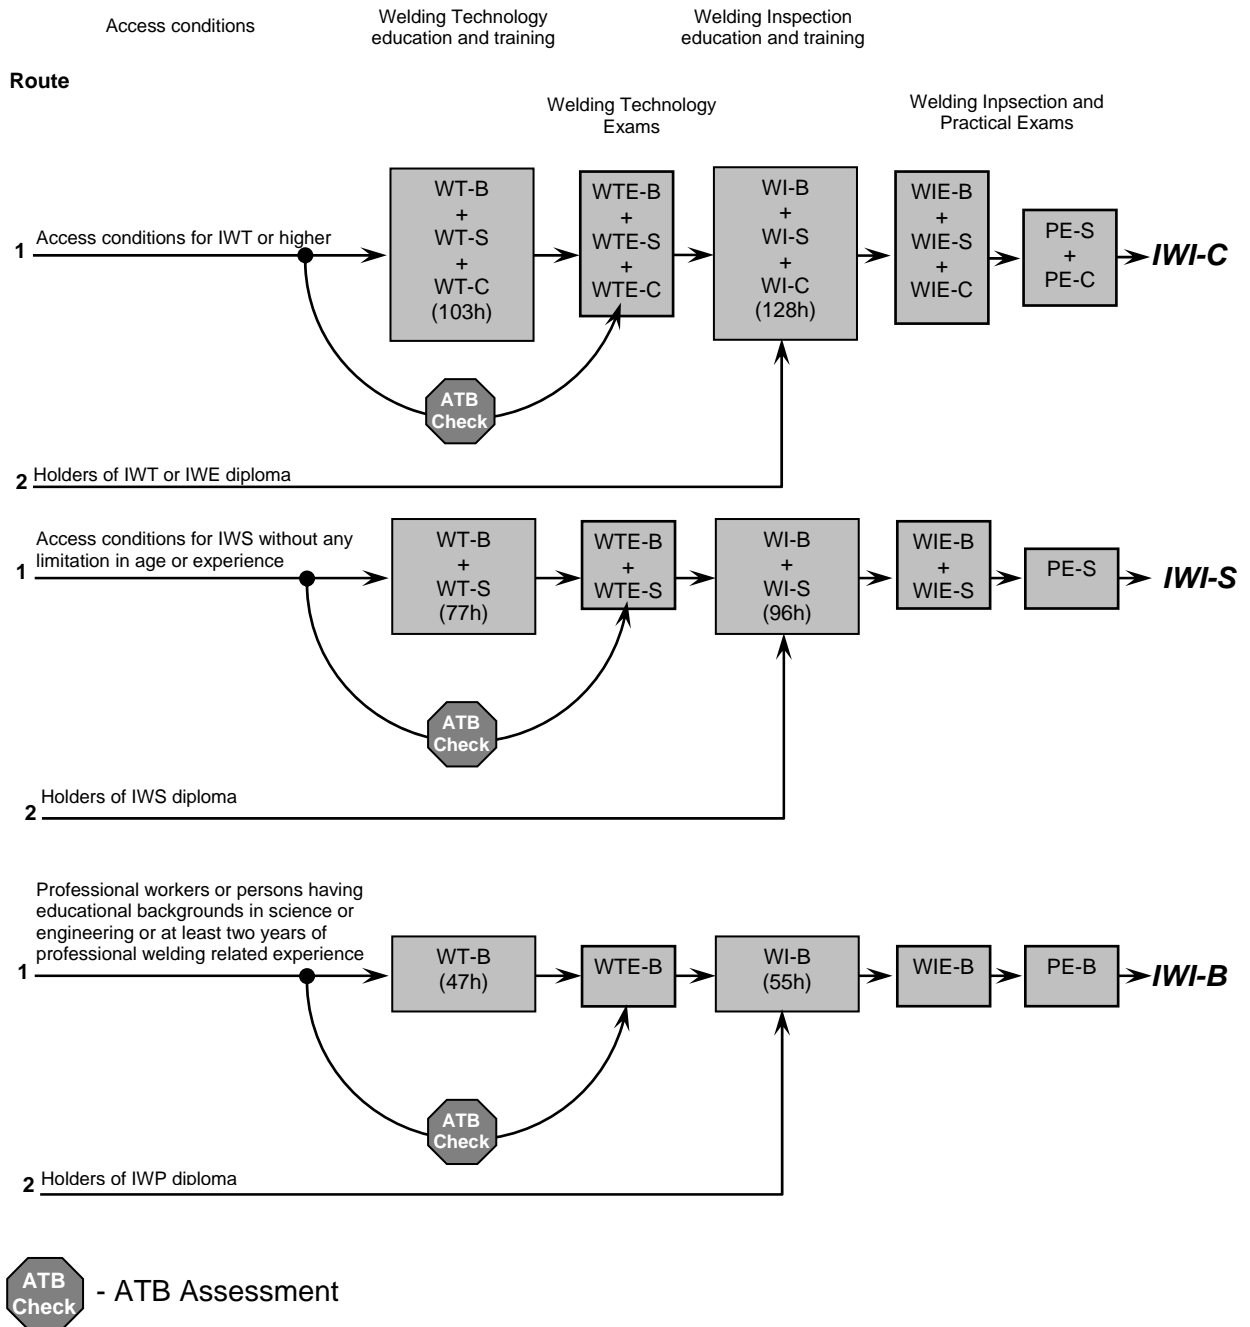 Access conditions
Welding Technology
education and training
Welding Inspection
education and training
Route
Welding Technology
Exams
Welding Inpsection and
Practical Exams
1 Access conditions for IWT or higher
WT-B
+
WT-S
+
WT-C
(103h)
WTE-B
+
WTE-S
+
WTE-C
WI-B
+
WI-S
+
WI-C
(128h)
WIE-B
+
WIE-S
+
WIE-C
PE-S
+
PE-C
IWI-C
ATB
Check
2 Holders of IWT or IWE diploma
Access conditions for IWS without any
1 limitation in age or experience
WT-B
+
WT-S
(77h)
WTE-B
+
WTE-S
WI-B
+
WI-S
(96h)
WIE-B
+
WIE-S
PE-S
IWI-S
ATB
Check
2 Holders of IWS diploma
Professional workers or persons having
educational backgrounds in science or
engineering or at least two years of
1 professional welding related experience
WT-B
(47h)
WTE-B
WI-B
(55h)
WIE-B
PE-B
IWI-B
ATB
Check
2 Holders of IWP diploma
ATB
Check
- ATB Assessment